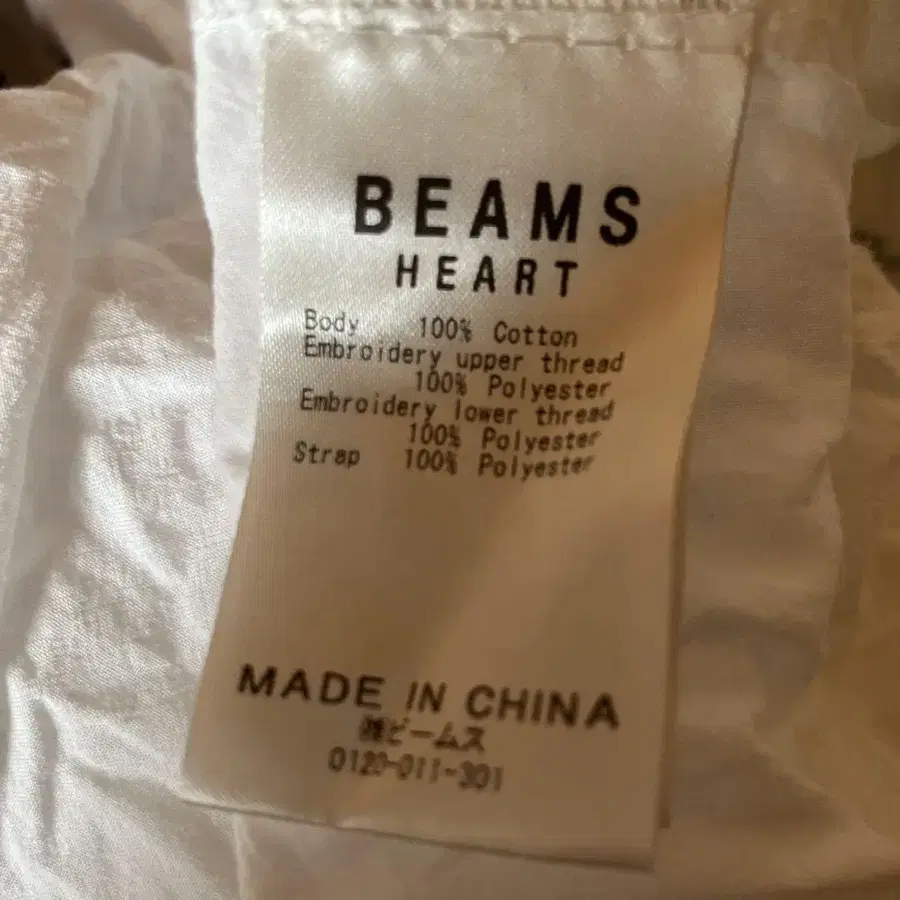 BEAMS
HEART
Body 100% Cotton
Embroidery upper thread
100% Polyester
Embroidery lower thread
100% Polyester
Strap 100% Polyester
MADE IN CHINA
㈱ビームス
0120-011-301